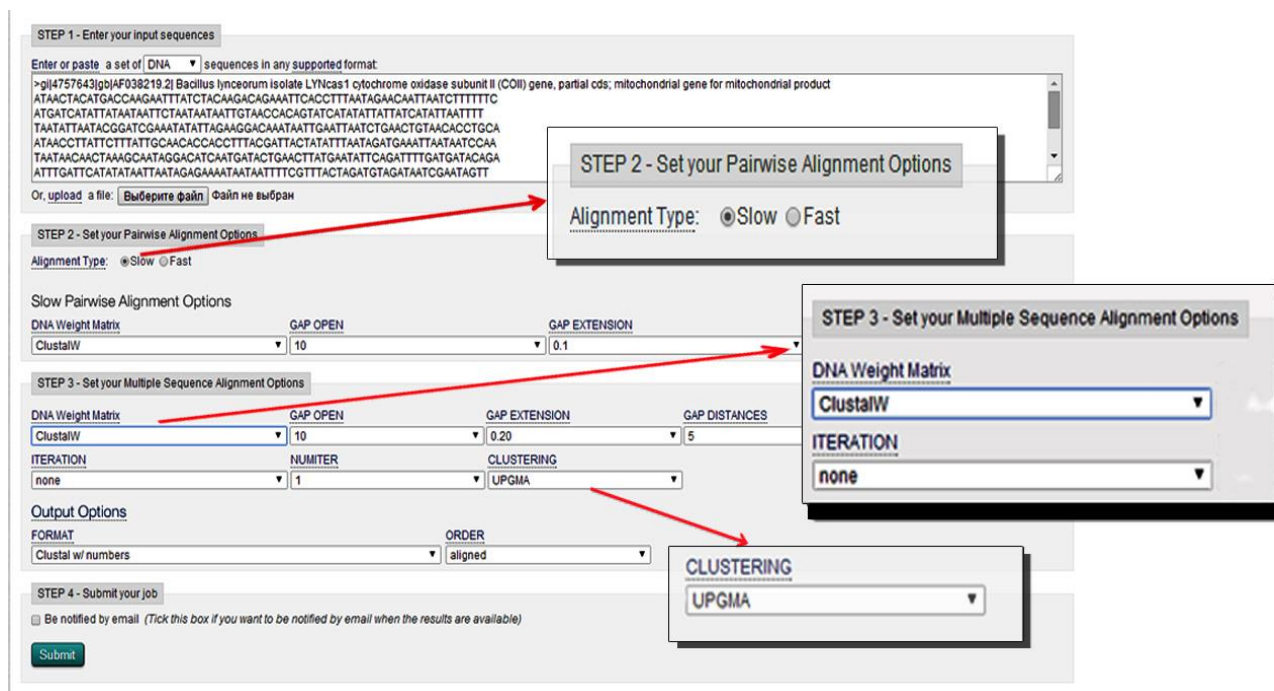 STEP 1 - Enter your input sequences
Enter or paste a set of DNA sequences in any supported format:
>gi|4757643|gb|AF038219.2| Bacillus lynceorum isolate LYNcas1 cytochrome oxidase subunit II (COII) gene, partial cds; mitochondrial gene for mitochondrial product
ATAACTACATGACCAAGAATTTATCTACAAGACAGAAATTCACCTTTAATAGAACAATTAATCTTTTTTC
ATGATCATATTATAATAATTCTAATAATAATTGTAACCACAGTATCATATATTATTATCATATTAATTTT
TAATATTAATACGGATCGAAATATATTAGAAGGACAAATAATTGAATTAATCTGAACTGTAACACCTGCA
ATAACCTTATTCTTTATTGCAACACCACCTTTACGATTACTATATTTAATAGATGAAATTAATAATCCAA
TAATAACAACTAAAGCAATAGGACATCAATGATACTGAACTTATGAATATTCAGATTTTGATGATACAGA
ATTTGATTCATATATAATTAATAGAGAAAATAATAATTTTCGTTTACTAGATGTAGATAATCGAATAGTT
Or, upload a file: Выберите файл Файл не выбран
STEP 2 - Set your Pairwise Alignment Options
Alignment Type: Slow Fast
STEP 2 - Set your Pairwise Alignment Options
Alignment Type: Slow Fast
Slow Pairwise Alignment Options
DNA Weight Matrix GAP OPEN GAP EXTENSION
ClustalW 10 0.1
STEP 3 - Set your Multiple Sequence Alignment Options
DNA Weight Matrix GAP OPEN GAP EXTENSION GAP DISTANCES
ClustalW 10 0.20 5
ITERATION NUMITER CLUSTERING
none 1 UPGMA
STEP 3 - Set your Multiple Sequence Alignment Options
DNA Weight Matrix
ClustalW
ITERATION
none
Output Options
FORMAT ORDER
Clustal w/ numbers aligned
CLUSTERING
UPGMA
STEP 4 - Submit your job
Be notified by email (Tick this box if you want to be notified by email when the results are available)
Submit